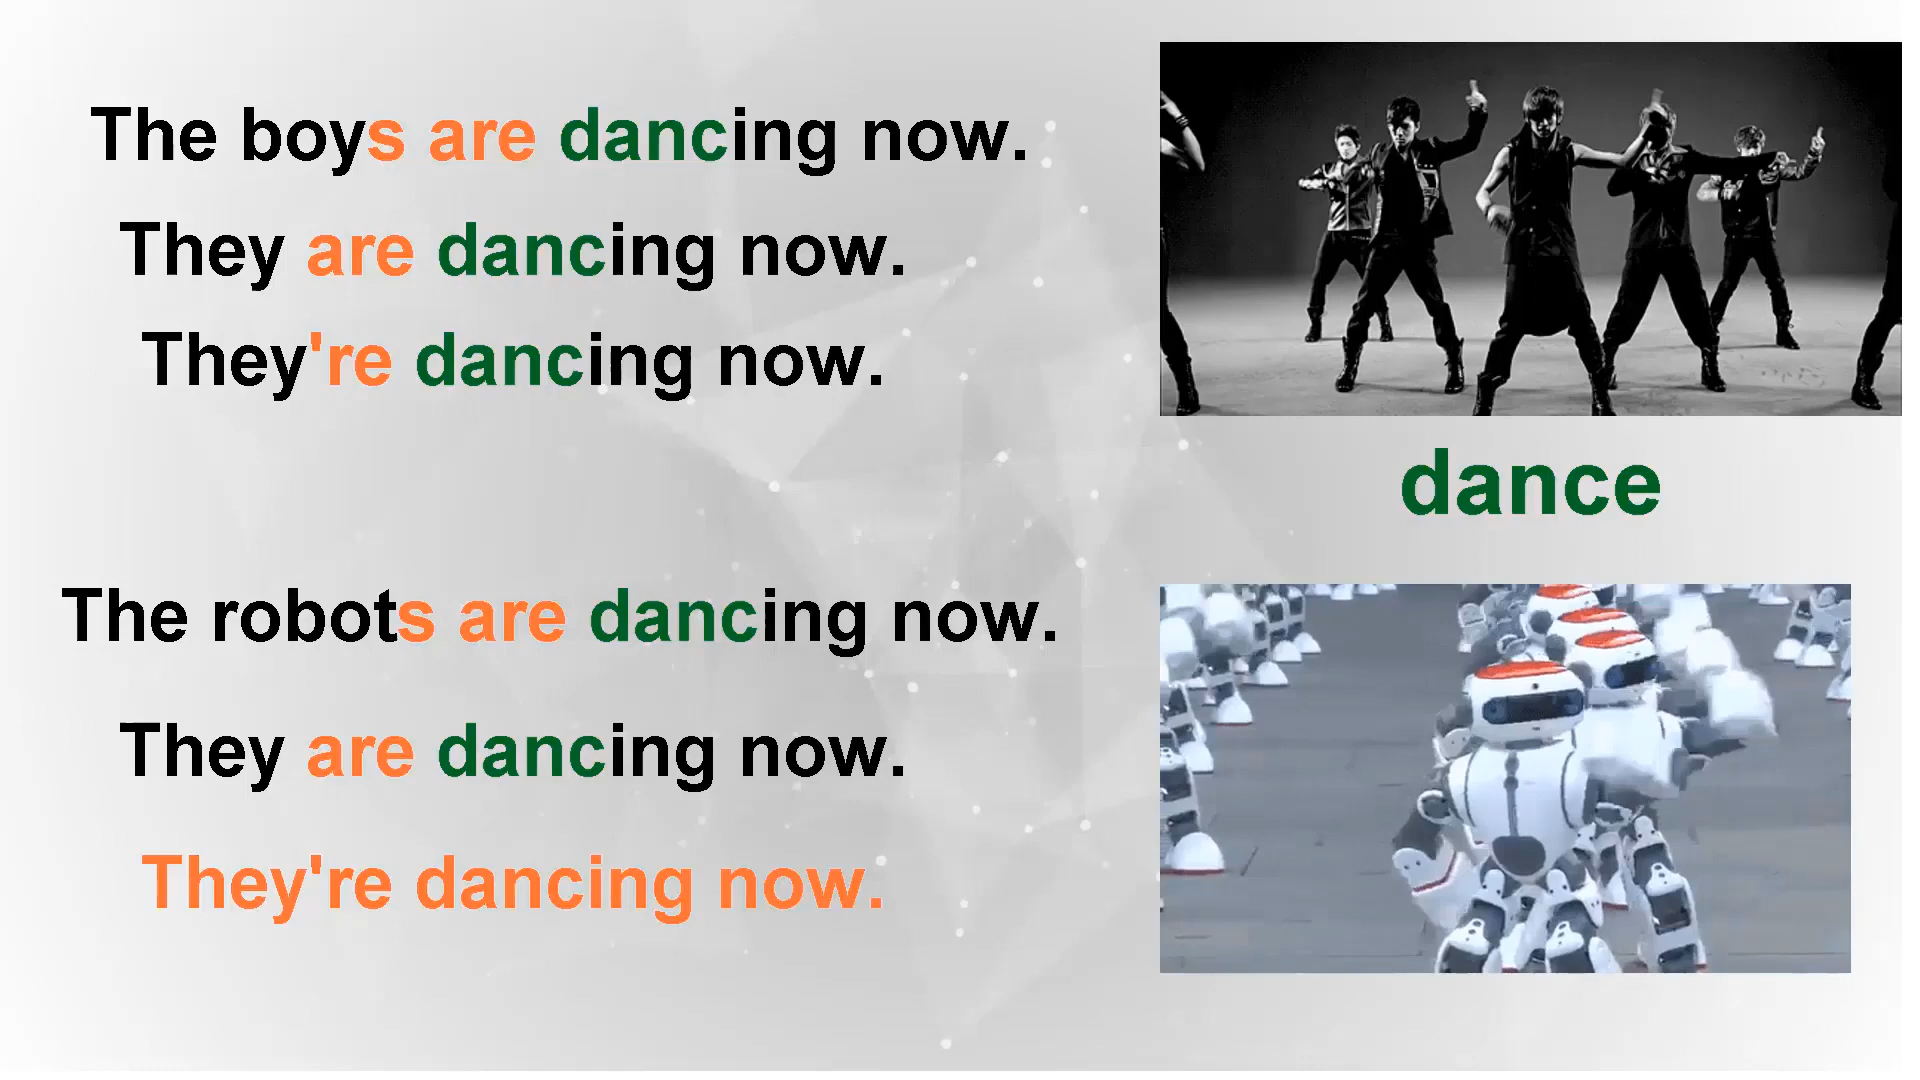 The boys are dancing now.
They are dancing now.
They're dancing now.
dance
The robots are dancing now.
They are dancing now.
They're dancing now.